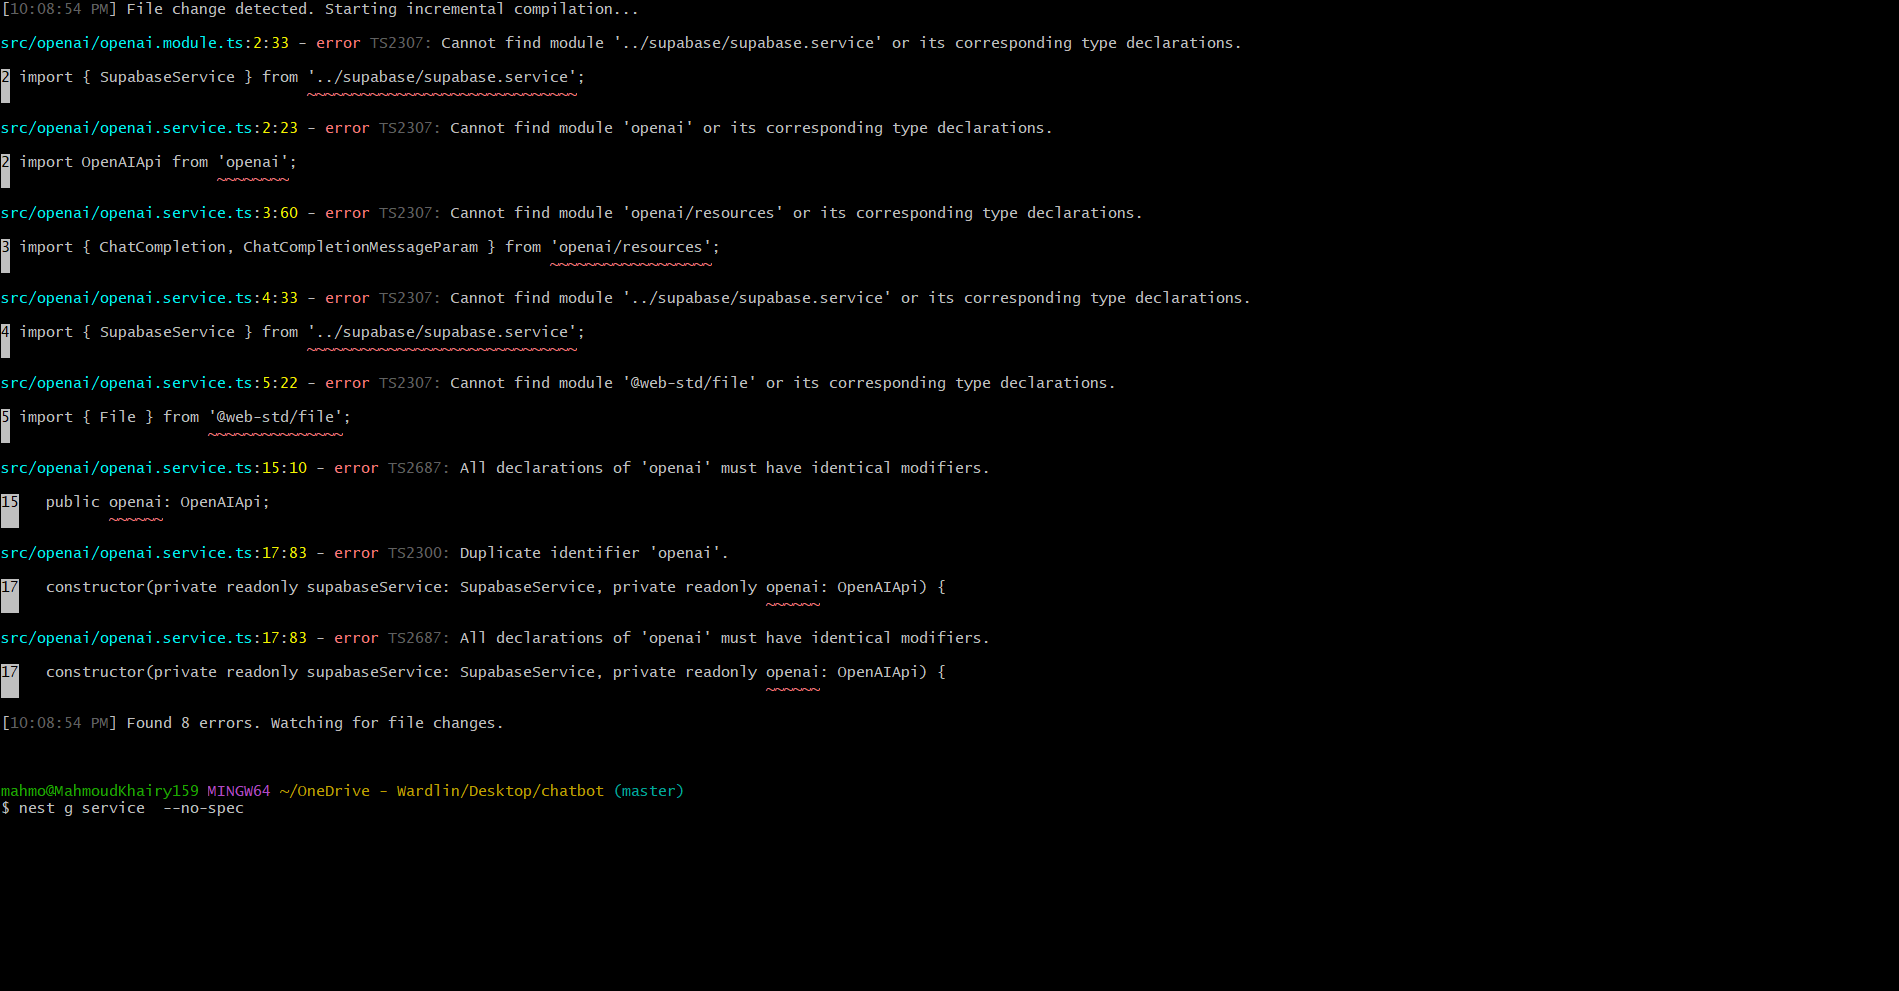 [10:08:54 PM] File change detected. Starting incremental compilation...
src/openai/openai.module.ts:2:33 - error TS2307: Cannot find module '../supabase/supabase.service' or its corresponding type declarations.
2 import { SupabaseService } from '../supabase/supabase.service';
~~~~~~~~~~~~~~~~~~~~~~~~~~~~~~
src/openai/openai.service.ts:2:23 - error TS2307: Cannot find module 'openai' or its corresponding type declarations.
2 import OpenAIApi from 'openai';
~~~~~~~~
src/openai/openai.service.ts:3:60 - error TS2307: Cannot find module 'openai/resources' or its corresponding type declarations.
3 import { ChatCompletion, ChatCompletionMessageParam } from 'openai/resources';
~~~~~~~~~~~~~~~~~~
src/openai/openai.service.ts:4:33 - error TS2307: Cannot find module '../supabase/supabase.service' or its corresponding type declarations.
4 import { SupabaseService } from '../supabase/supabase.service';
~~~~~~~~~~~~~~~~~~~~~~~~~~~~~~
src/openai/openai.service.ts:5:22 - error TS2307: Cannot find module '@web-std/file' or its corresponding type declarations.
5 import { File } from '@web-std/file';
~~~~~~~~~~~~~~~
src/openai/openai.service.ts:15:10 - error TS2687: All declarations of 'openai' must have identical modifiers.
15   public openai: OpenAIApi;
~~~~~~
src/openai/openai.service.ts:17:83 - error TS2300: Duplicate identifier 'openai'.
17   constructor(private readonly supabaseService: SupabaseService, private readonly openai: OpenAIApi) {
~~~~~~
src/openai/openai.service.ts:17:83 - error TS2687: All declarations of 'openai' must have identical modifiers.
17   constructor(private readonly supabaseService: SupabaseService, private readonly openai: OpenAIApi) {
~~~~~~
[10:08:54 PM] Found 8 errors. Watching for file changes.
mahmo@MahmoudKhairy159 MINGW64 ~/OneDrive - Wardlin/Desktop/chatbot (master)
$ nest g service  --no-spec